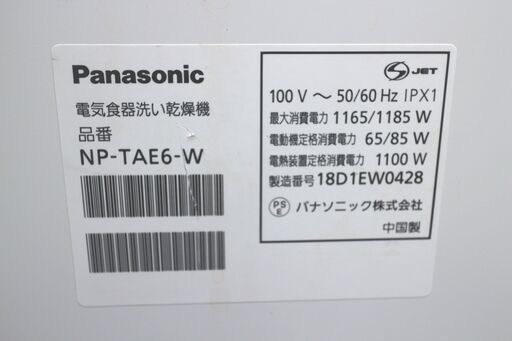 Panasonic
電気食器洗い乾燥機
品番
NP-TAE6-W
S JET
100 V ～ 50/60 Hz IPX1
最大消費電力 1165/1185 W
電動機定格消費電力 65/85 W
電熱装置定格消費電力 1100 W
製造番号 18D1EW0428
PS E パナソニック株式会社
中国製